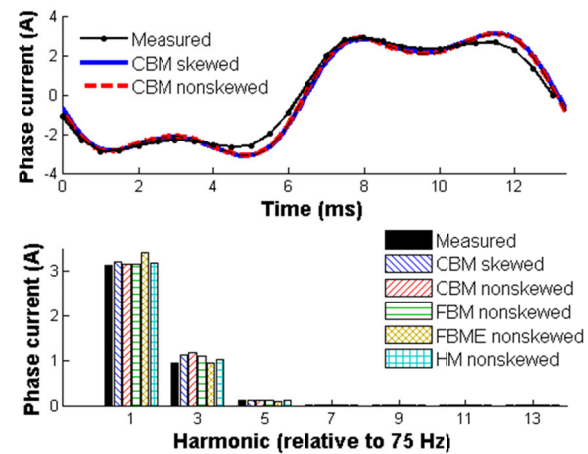 Phase current (A)
4
2
0
-2
-4
Measured
CBM skewed
CBM nonskewed
0
2
4
6
8
10
12
Time (ms)
Phase current (A)
3
2
1
0
Measured
CBM skewed
CBM nonskewed
FBM nonskewed
FBME nonskewed
HM nonskewed
1
3
5
7
9
11
13
Harmonic (relative to 75 Hz)